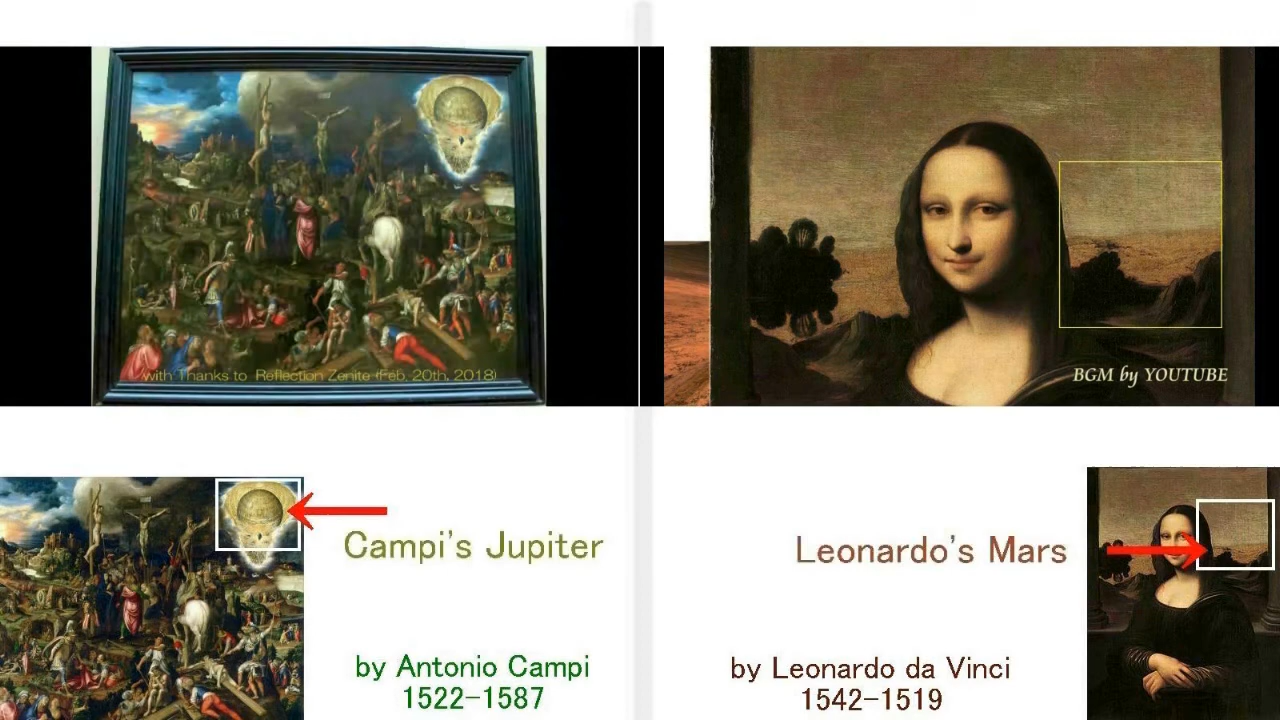 with Thanks to Reflection Zenite (Feb. 20th. 2018)
BGM by YOUTUBE
Campi's Jupiter
by Antonio Campi
1522-1587
Leonardo's Mars
by Leonardo da Vinci
1542-1519